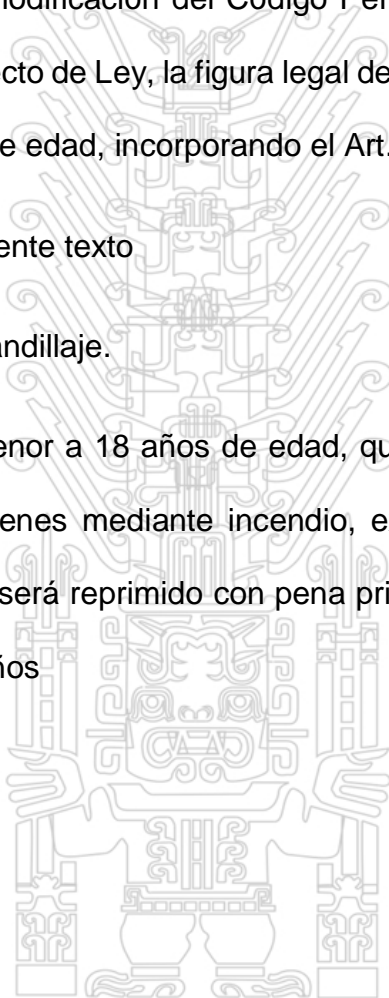 modificación del Código Pen
cto de Ley, la figura legal de
e edad, incorporando el Art.
ente texto
andillaje.
enor a 18 años de edad, qu
enes mediante incendio, e
será reprimido con pena pri
ños